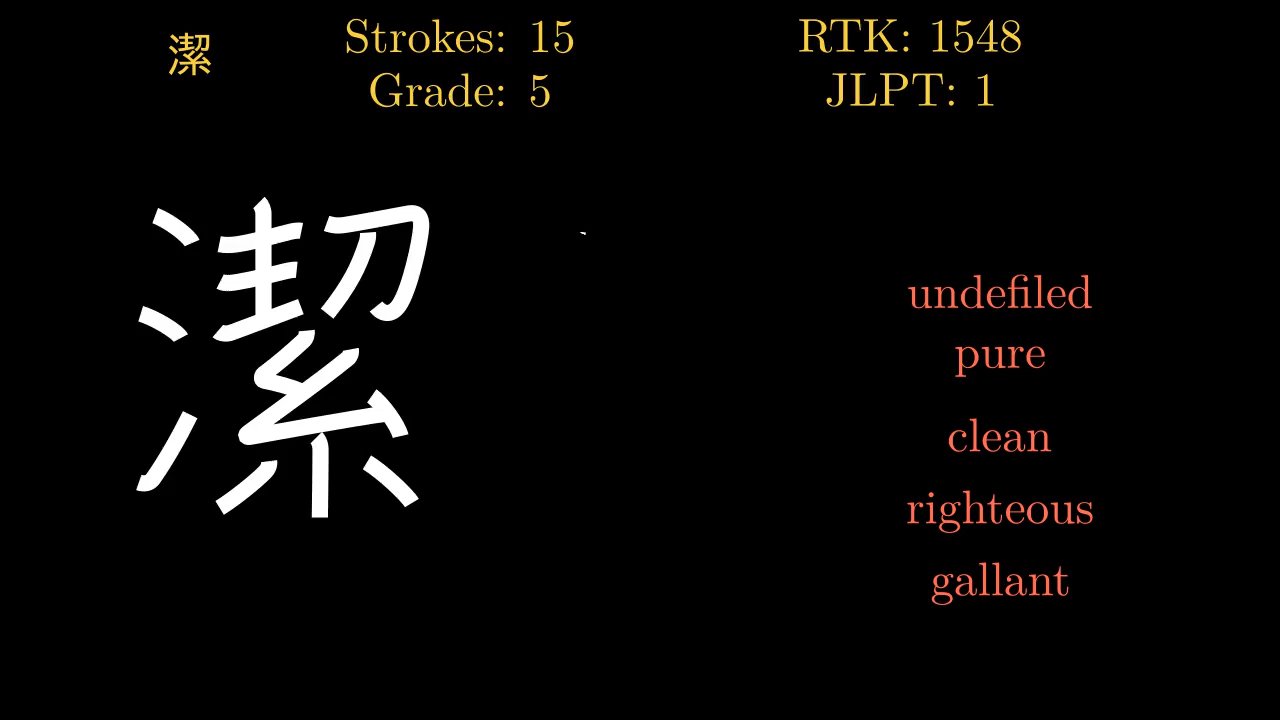 潔
Strokes: 15
Grade: 5
RTK: 1548
JLPT: 1
潔
undefiled
pure
clean
righteous
gallant